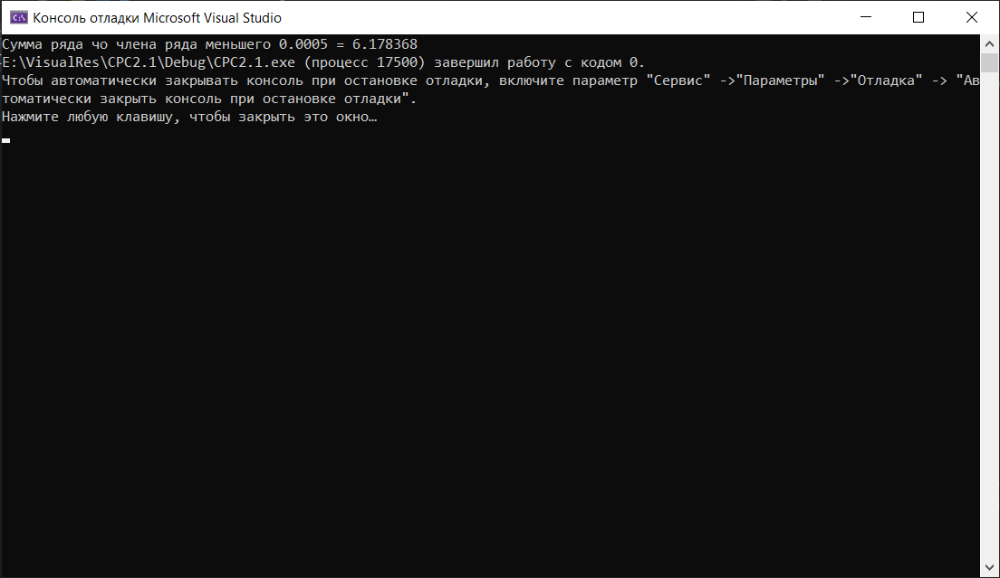 Консоль отладки Microsoft Visual Studio
Сумма ряда чо члена ряда меньшего 0.0005 = 6.178368
E:\VisualRes\CPC2.1\Debug\CPC2.1.exe (процесс 17500) завершил работу с кодом 0.
Чтобы автоматически закрывать консоль при остановке отладки, включите параметр "Сервис" ->"Параметры" ->"Отладка" -> "Ав
томатически закрыть консоль при остановке отладки".
Нажмите любую клавишу, чтобы закрыть это окно…